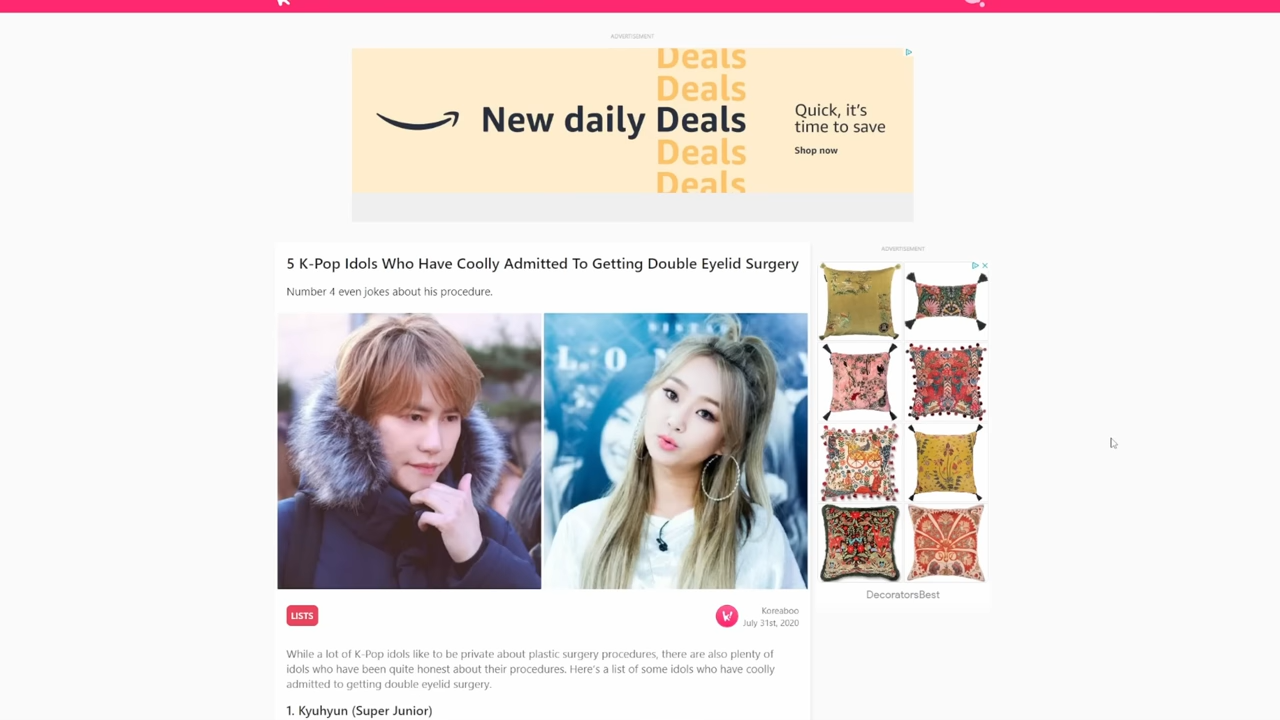 ADVERTISEMENT
Deals
Deals
New daily Deals
Deals
Deals
Quick, it's
time to save
Shop now
5 K-Pop Idols Who Have Coolly Admitted To Getting Double Eyelid Surgery
Number 4 even jokes about his procedure.
ADVERTISEMENT
DecoratorsBest
LISTS
Koreaboo
July 31st, 2020
While a lot of K-Pop idols like to be private about plastic surgery procedures, there are also plenty of
idols who have been quite honest about their procedures. Here's a list of some idols who have coolly
admitted to getting double eyelid surgery.
1. Kyuhyun (Super Junior)